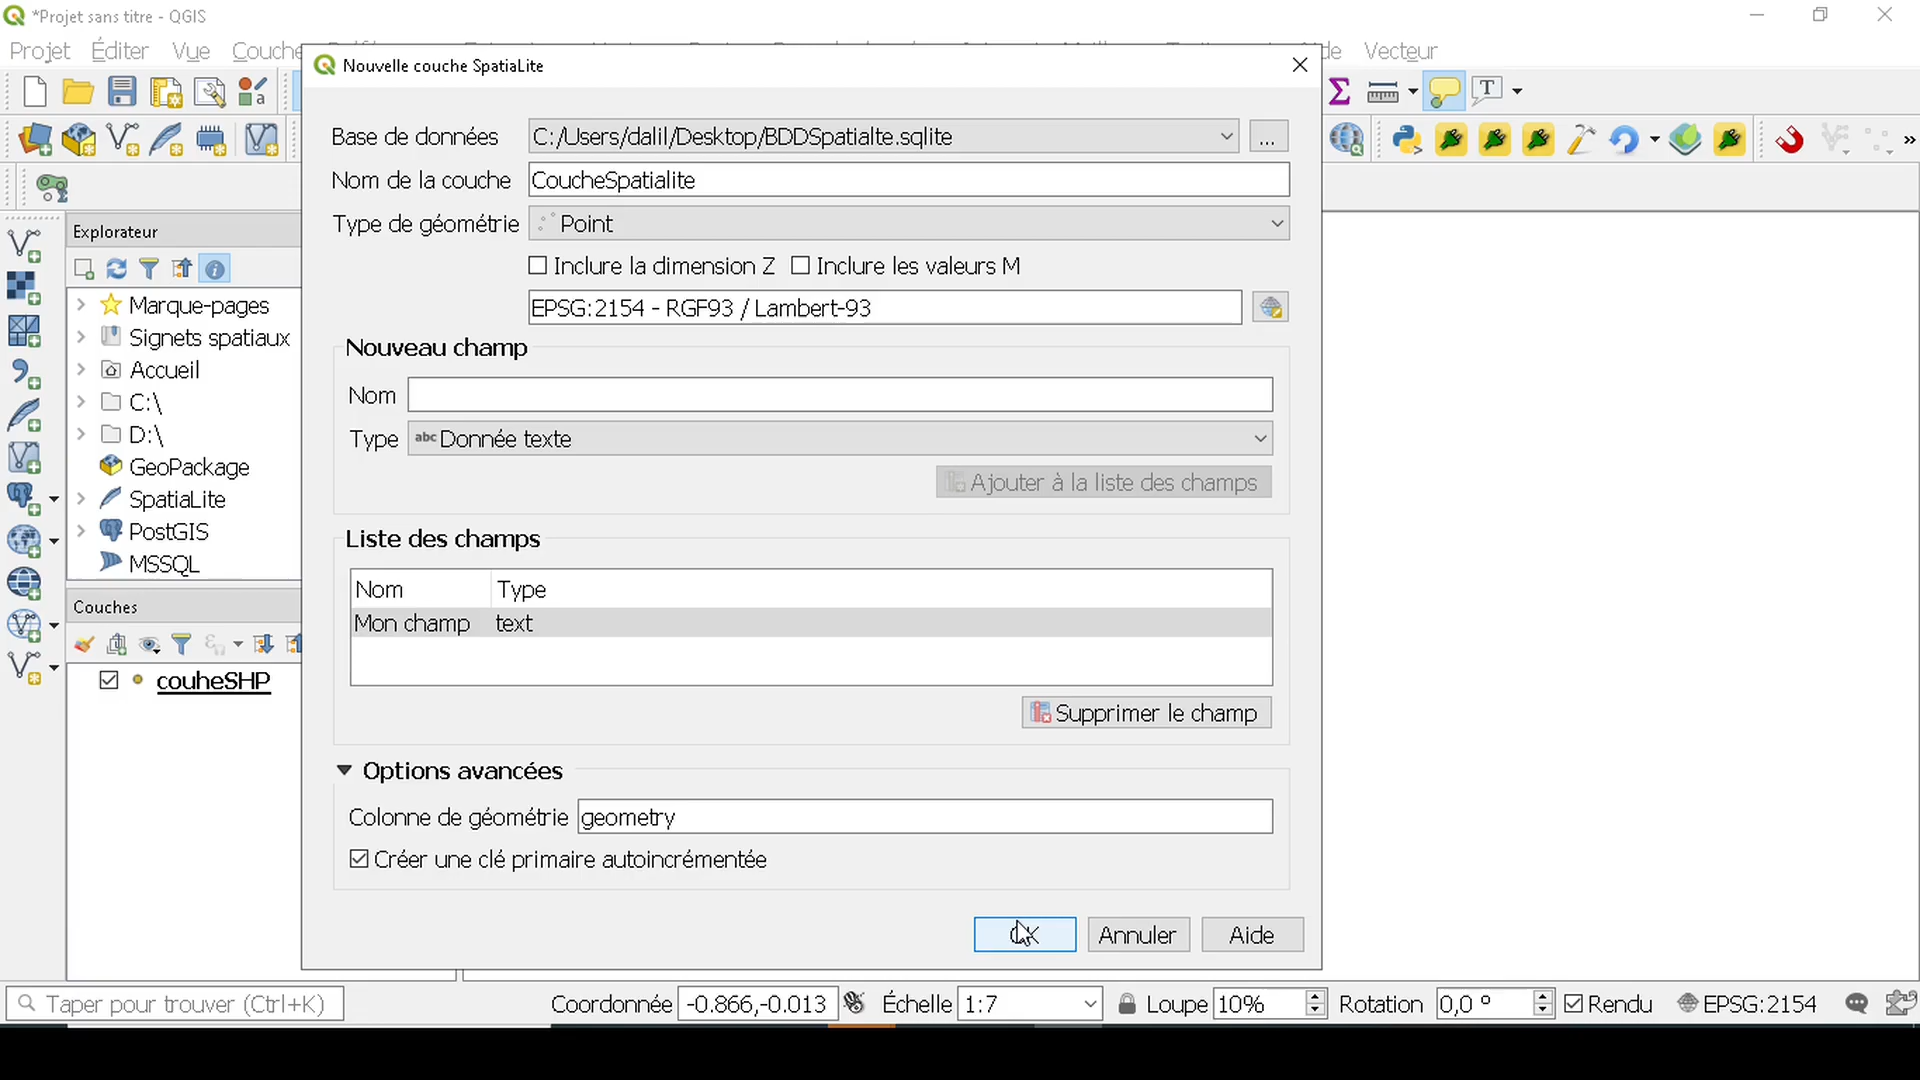 *Projet sans titre - QGIS
Projet Éditer Vue Couche Aide Vecteur
Nouvelle couche SpatiaLite
Base de données C:/Users/dalil/Desktop/BDDSpatialte.sqlite ...
Nom de la couche CoucheSpatialite
Type de géométrie Point
Inclure la dimension Z Inclure les valeurs M
EPSG:2154 - RGF93 / Lambert-93
Nouveau champ
Nom
Type abc Donnée texte
Ajouter à la liste des champs
Liste des champs
Nom Type
Mon champ text
Supprimer le champ
Options avancées
Colonne de géométrie geometry
Créer une clé primaire autoincrémentée
OK Annuler Aide
Explorateur
Marque-pages
Signets spatiaux
Accueil
C:\
D:\
GeoPackage
SpatiaLite
PostGIS
MSSQL
Couches
couheSHP
Taper pour trouver (Ctrl+K) Coordonnée -0.866,-0.013 Échelle 1:7 Loupe 10% Rotation 0,0 ° Rendu EPSG:2154